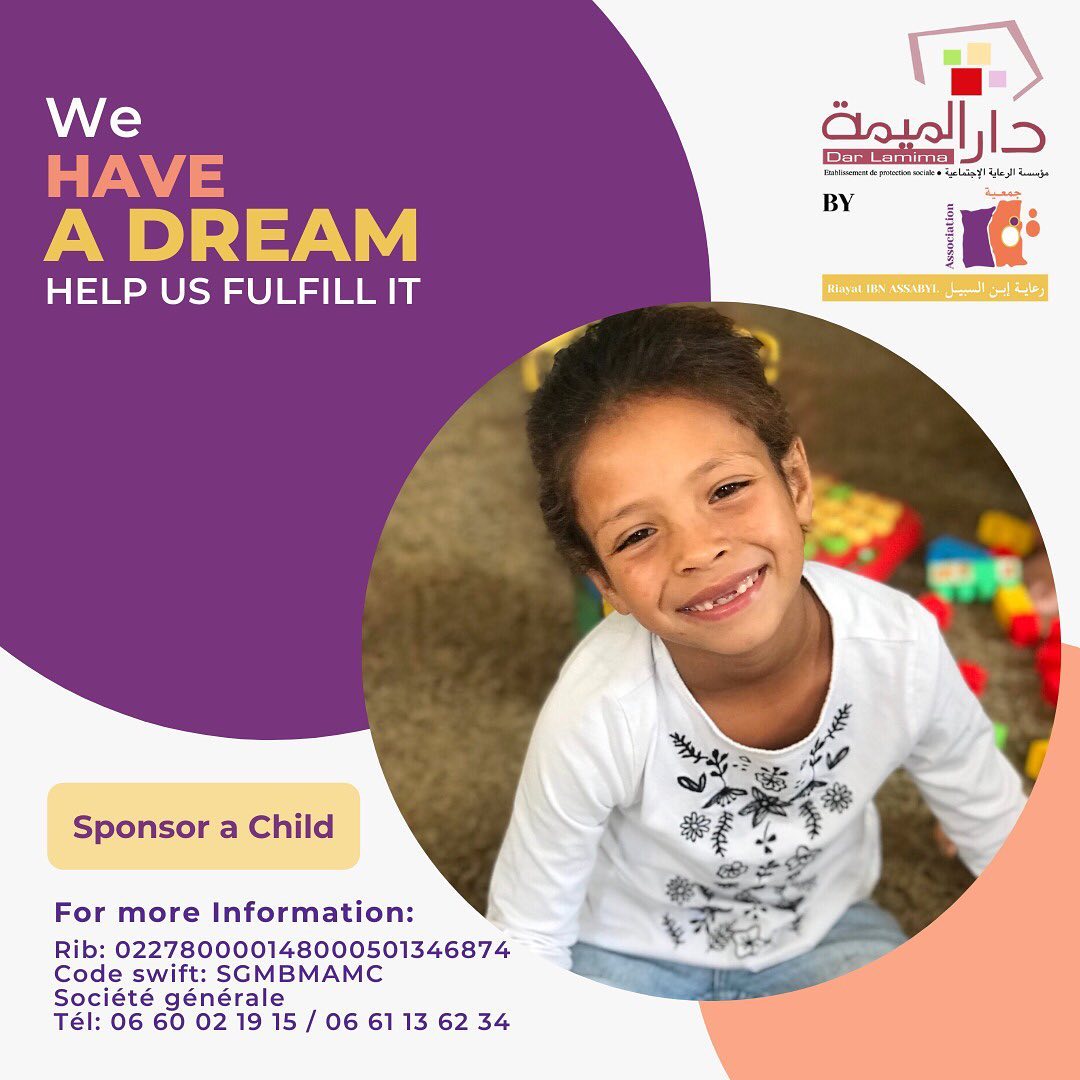 We
HAVE
A DREAM
HELP US FULFILL IT
دار الميمة
Dar Lamima
Etablissement de protection sociale • مؤسسة الرعاية الإجتماعية
BY
جمعية
Association
Riayat IBN ASSABYL رعاية إبن السبيل
Sponsor a Child
For more Information:
Rib: 022780000148000501346874
Code swift: SGMBMAMC
Société générale
Tél: 06 60 02 19 15 / 06 61 13 62 34